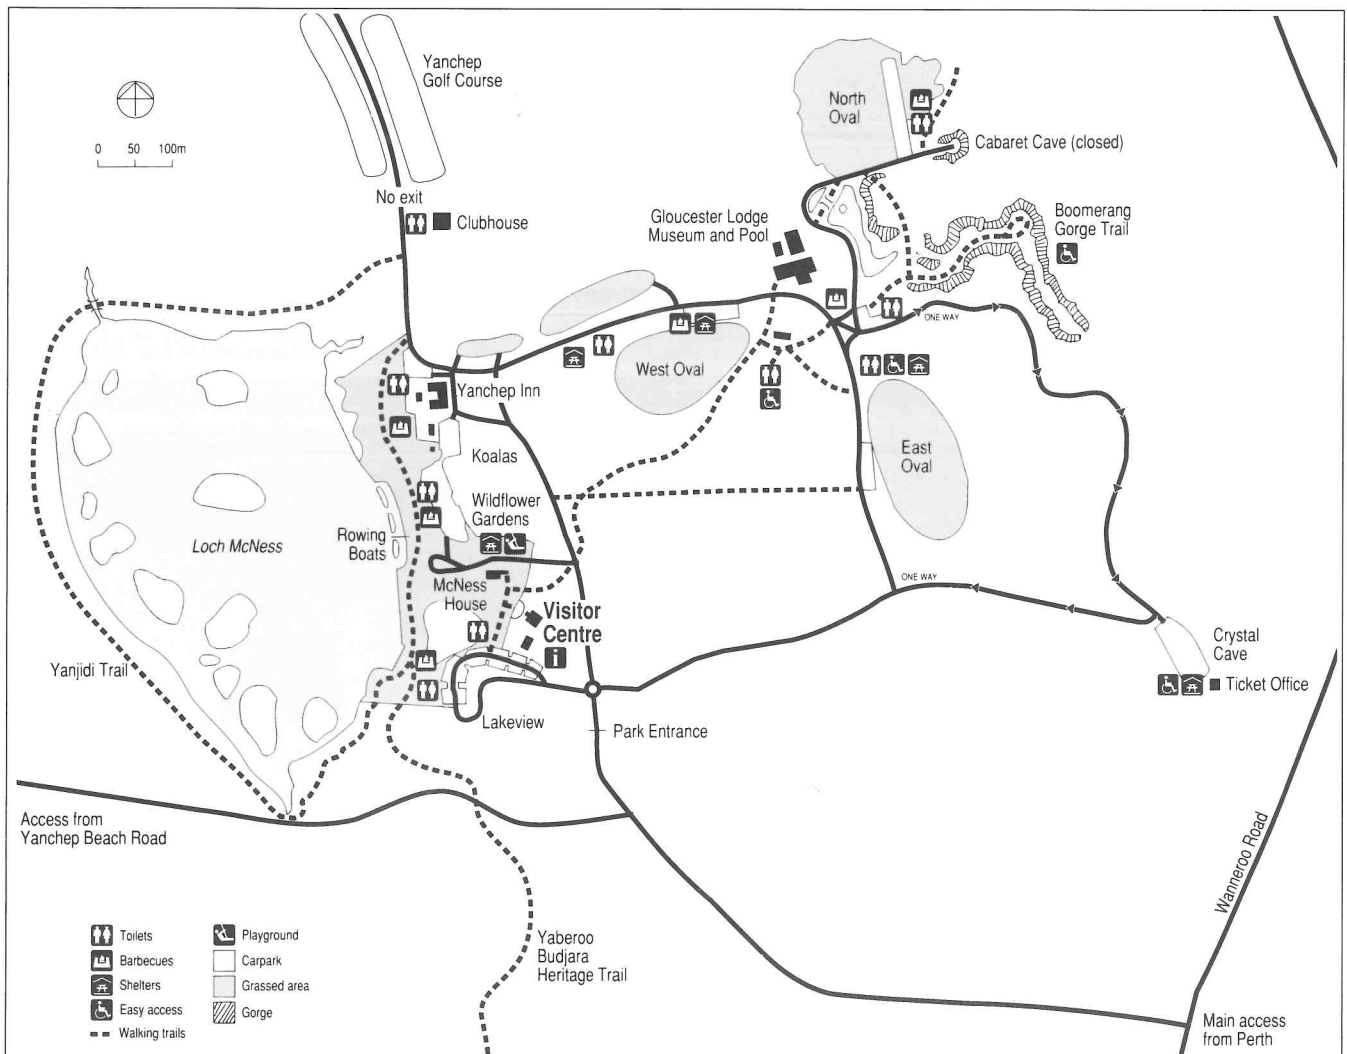 Yanchep
Golf Course
0 50 100m
No exit
Clubhouse
North
Oval
Cabaret Cave (closed)
Gloucester Lodge
Museum and Pool
Boomerang
Gorge Trail
ONE WAY
West Oval
Yanchep Inn
Koalas
East
Oval
Wildflower
Gardens
Rowing
Boats
Loch McNess
McNess
House
ONE WAY
Visitor
Centre
i
Crystal
Cave
Ticket Office
Yanjidi Trail
Lakeview
Park Entrance
Access from
Yanchep Beach Road
Wanneroo Road
Toilets
Barbecues
Shelters
Easy access
Walking trails
Playground
Carpark
Grassed area
Gorge
Yaberoo
Budjara
Heritage Trail
Main access
from Perth